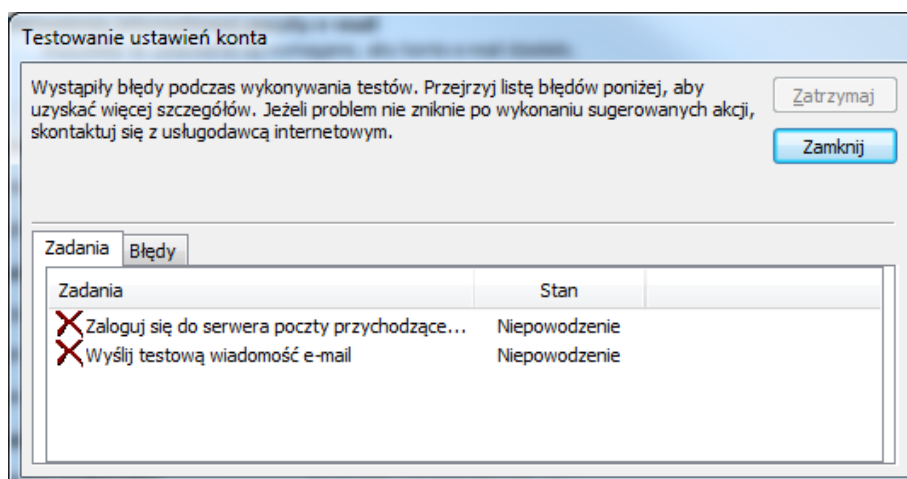 Testowanie ustawień konta
Wystąpiły błędy podczas wykonywania testów. Przejrzyj listę błędów poniżej, aby
uzyskać więcej szczegółów. Jeżeli problem nie zniknie po wykonaniu sugerowanych akcji,
skontaktuj się z usługodawcą internetowym.
Zatrzymaj
Zamknij
Zadania Błędy
Zadania Stan
Zaloguj się do serwera poczty przychodzące... Niepowodzenie
Wyślij testową wiadomość e-mail Niepowodzenie